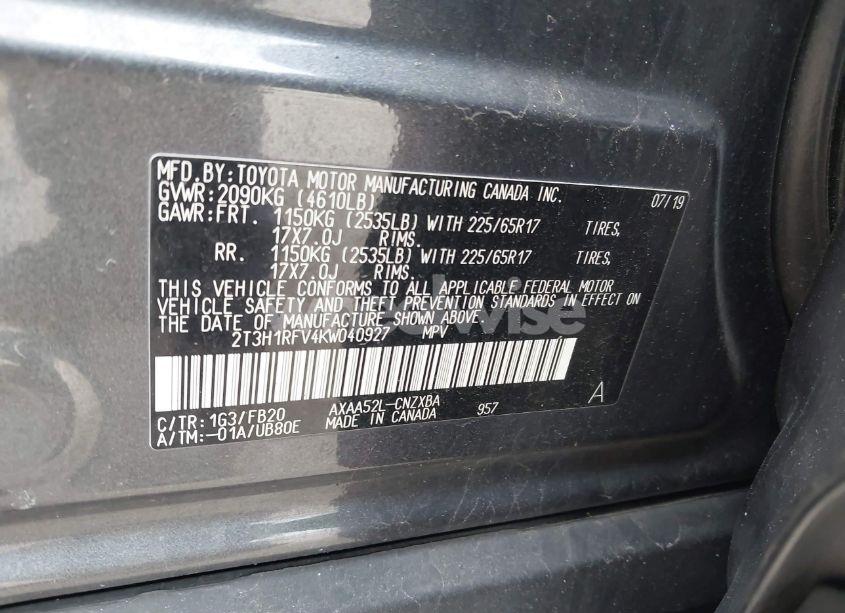 MFD.BY:TOYOTA MOTOR MANUFACTURING CANADA INC.
GVWR:2090KG (4610LB) 07/19
GAWR:FRT. 1150KG (2535LB) WITH 225/65R17 TIRES,
17X7.0J RIMS.
RR. 1150KG (2535LB) WITH 225/65R17 TIRES,
17X7.0J RIMS.
THIS VEHICLE CONFORMS TO ALL APPLICABLE FEDERAL MOTOR
VEHICLE SAFETY AND THEFT PREVENTION STANDARDS IN EFFECT ON
THE DATE OF MANUFACTURE SHOWN ABOVE.
2T3H1RFV4KW040927 MPV
C/TR: 1G3/FB20 AXAA52L-CNZXBA A
A/TM:-01A/UB80E MADE IN CANADA 957